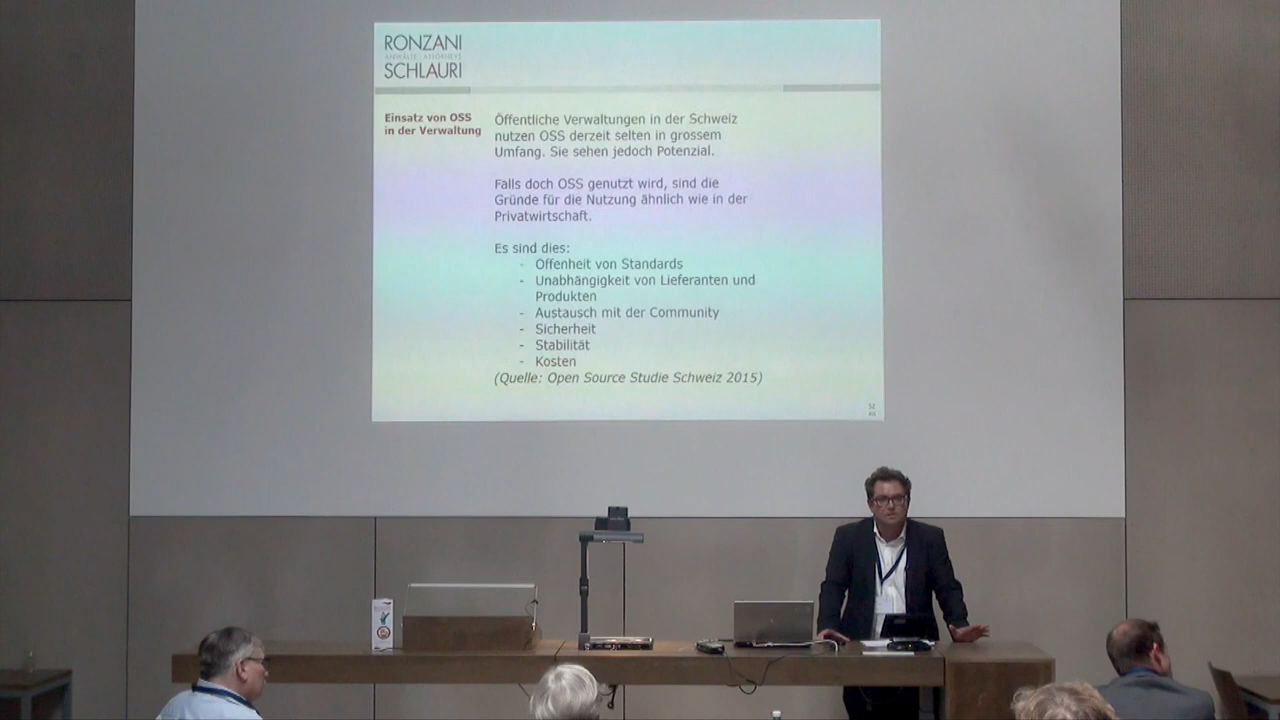 RONZANI
ANWÄLTE ATTORNEYS
SCHLAURI
Einsatz von OSS
in der Verwaltung
Öffentliche Verwaltungen in der Schweiz
nutzen OSS derzeit selten in grossem
Umfang. Sie sehen jedoch Potenzial.
Falls doch OSS genutzt wird, sind die
Gründe für die Nutzung ähnlich wie in der
Privatwirtschaft.
Es sind dies:
- Offenheit von Standards
- Unabhängigkeit von Lieferanten und
Produkten
- Austausch mit der Community
- Sicherheit
- Stabilität
- Kosten
(Quelle: Open Source Studie Schweiz 2015)